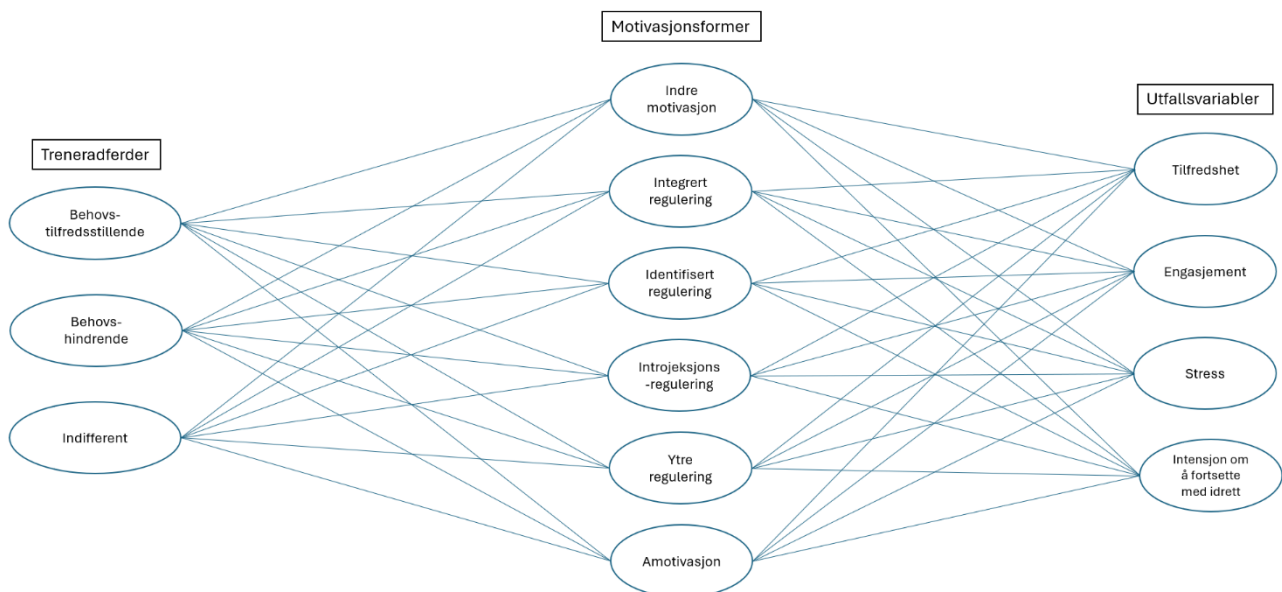 Treneradferder
Behovs-
tilfredsstillende
Behovs-
hindrende
Indifferent
Motivasjonsformer
Indre
motivasjon
Integrert
regulering
Identifisert
regulering
Introjeksjons
-regulering
Ytre
regulering
Amotivasjon
Utfallsvariabler
Tilfredshet
Engasjement
Stress
Intensjon om
å fortsette
med idrett